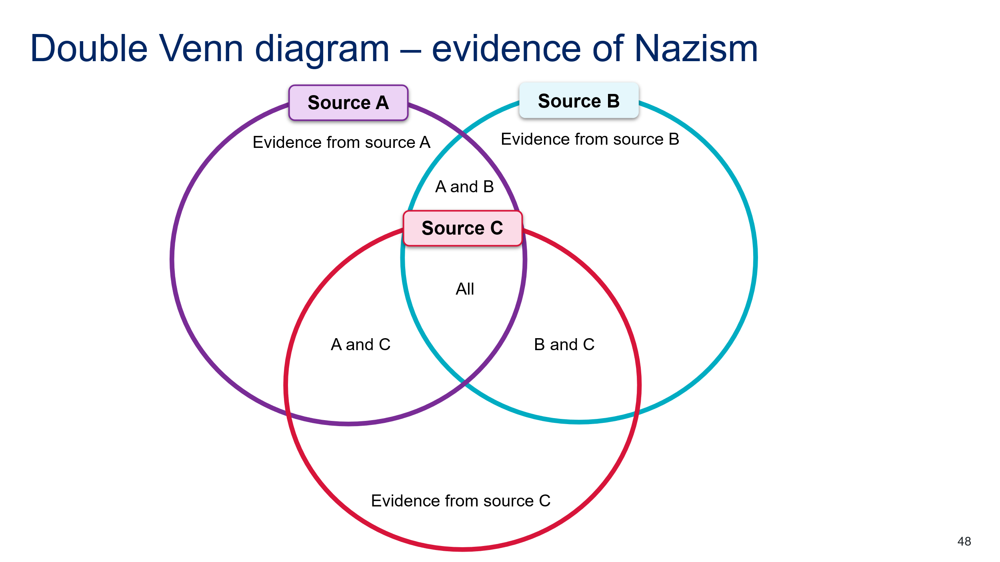 Double Venn diagram – evidence of Nazism
Source A
Source B
Evidence from source A
Evidence from source B
A and B
Source C
All
A and C
B and C
Evidence from source C
48